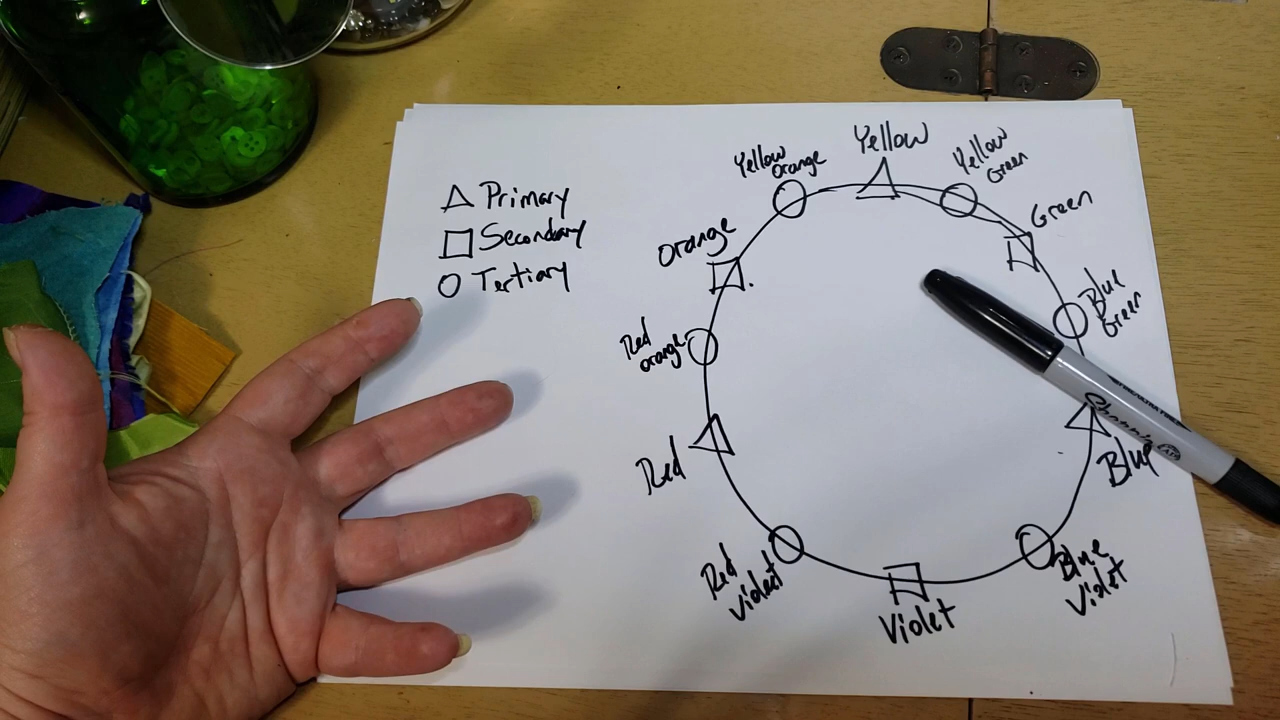 Primary
Secondary
Tertiary
Yellow
Orange
Yellow
Yellow
Green
Green
Blue
Green
Blue
Blue
Violet
Violet
Red
Violet
Red
Red
Orange
Orange
Sharpie